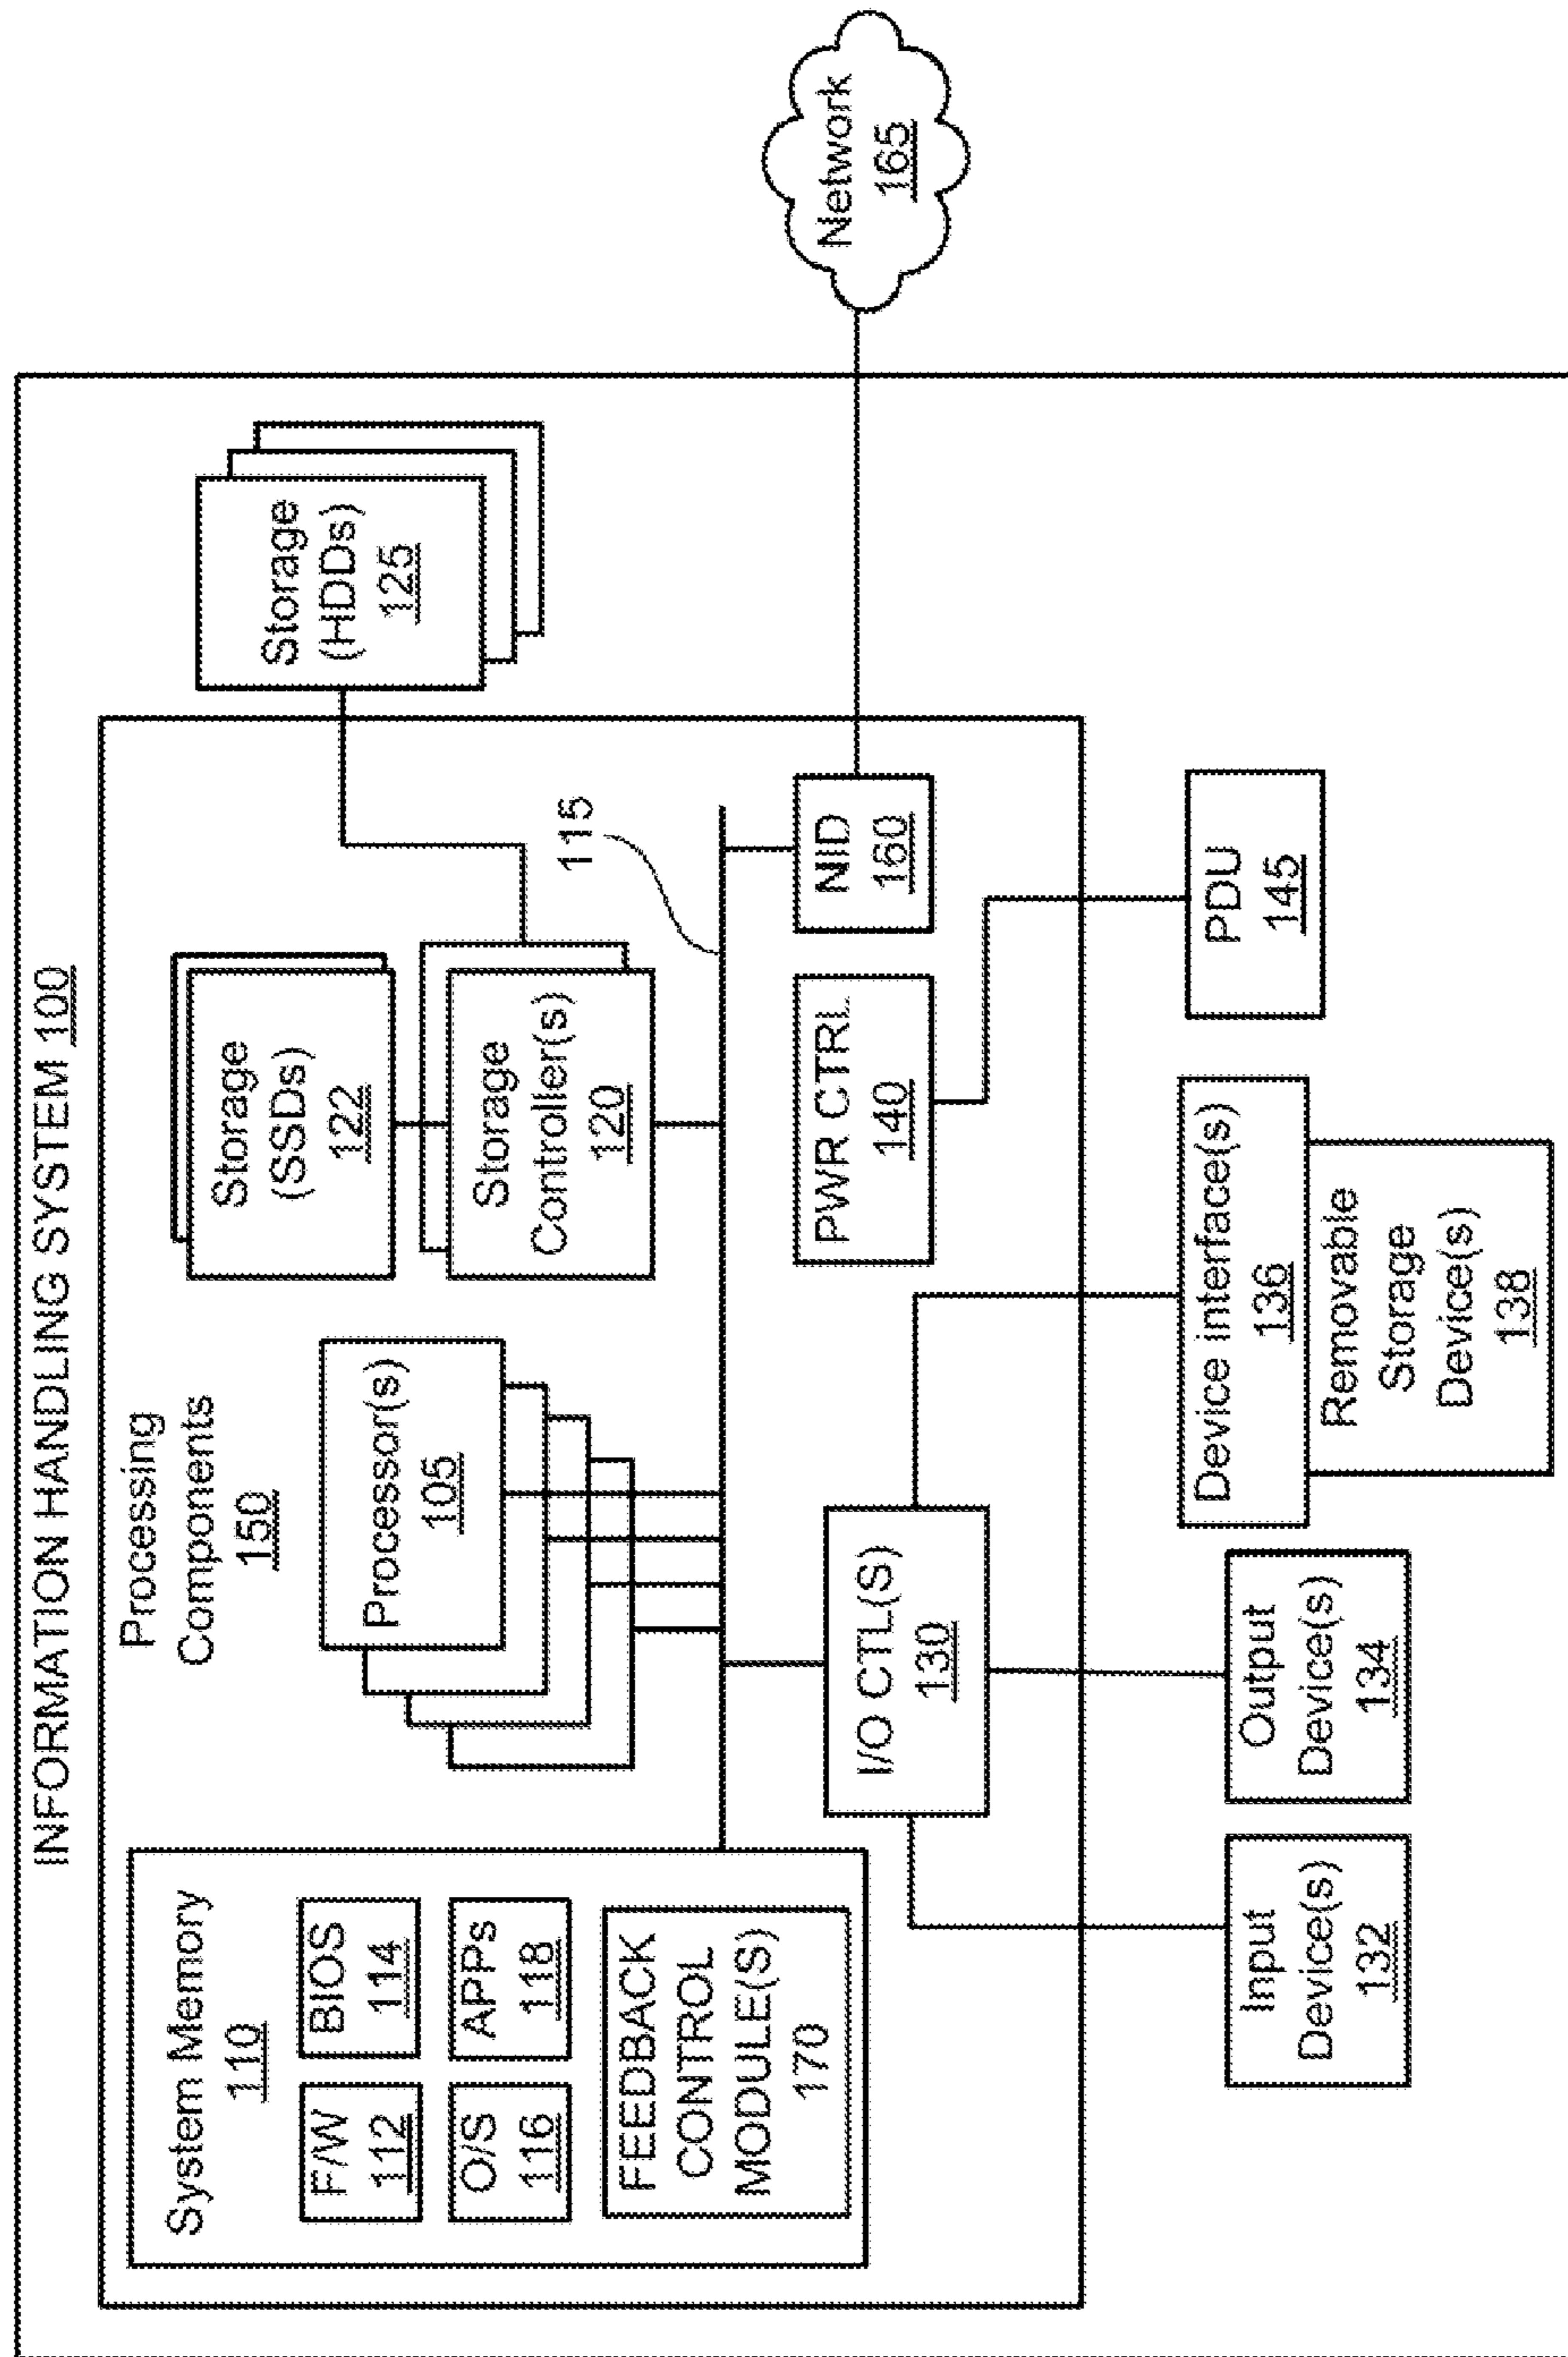 INFORMATION HANDLING SYSTEM 100
Processing
Components
150
System Memory
110
F/W
112
BIOS
114
O/S
116
APPs
118
FEEDBACK
CONTROL
MODULE(S)
170
Processor(s)
105
Storage
(SSDs)
122
Storage
Controller(s)
120
Storage
(HDDs)
125
115
I/O CTL(S)
130
PWR CTRL
140
NID
160
Network
165
Input
Device(s)
132
Output
Device(s)
134
Device interface(s)
136
Removable
Storage
Device(s)
138
PDU
145